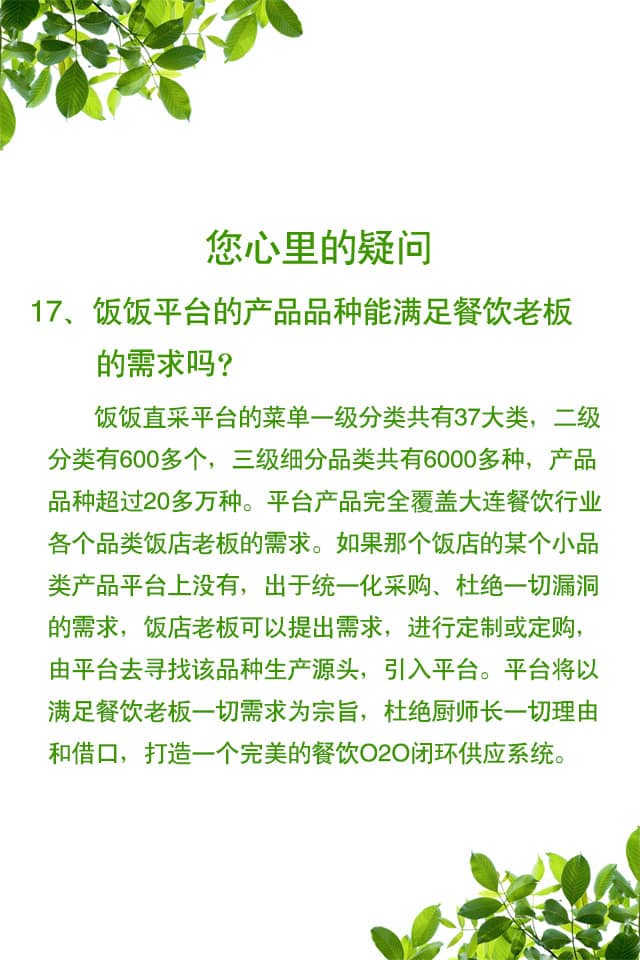 您心里的疑问
17、饭饭平台的产品品种能满足餐饮老板
的需求吗？
饭饭直采平台的菜单一级分类共有37大类，二级
分类有600多个，三级细分品类共有6000多种，产品
品种超过20多万种。平台产品完全覆盖大连餐饮行业
各个品类饭店老板的需求。如果那个饭店的某个小品
类产品平台上没有，出于统一化采购、杜绝一切漏洞
的需求，饭店老板可以提出需求，进行定制或定购，
由平台去寻找该品种生产源头，引入平台。平台将以
满足餐饮老板一切需求为宗旨，杜绝厨师长一切理由
和借口，打造一个完美的餐饮O2O闭环供应系统。